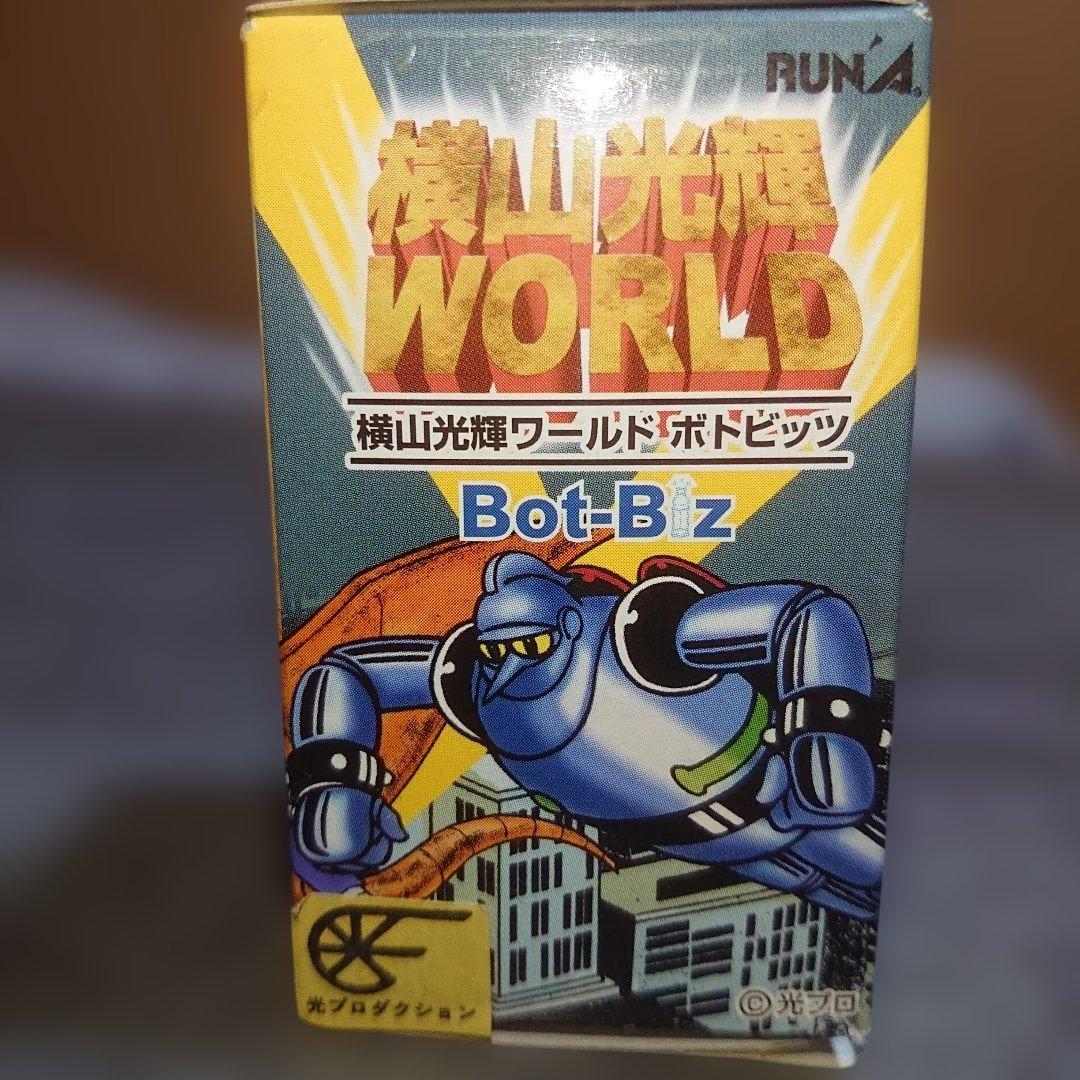 RUN'A®
横山光輝
WORLD
横山光輝ワールド ボトビッツ
Bot-Biz
光プロダクション
©光プロ